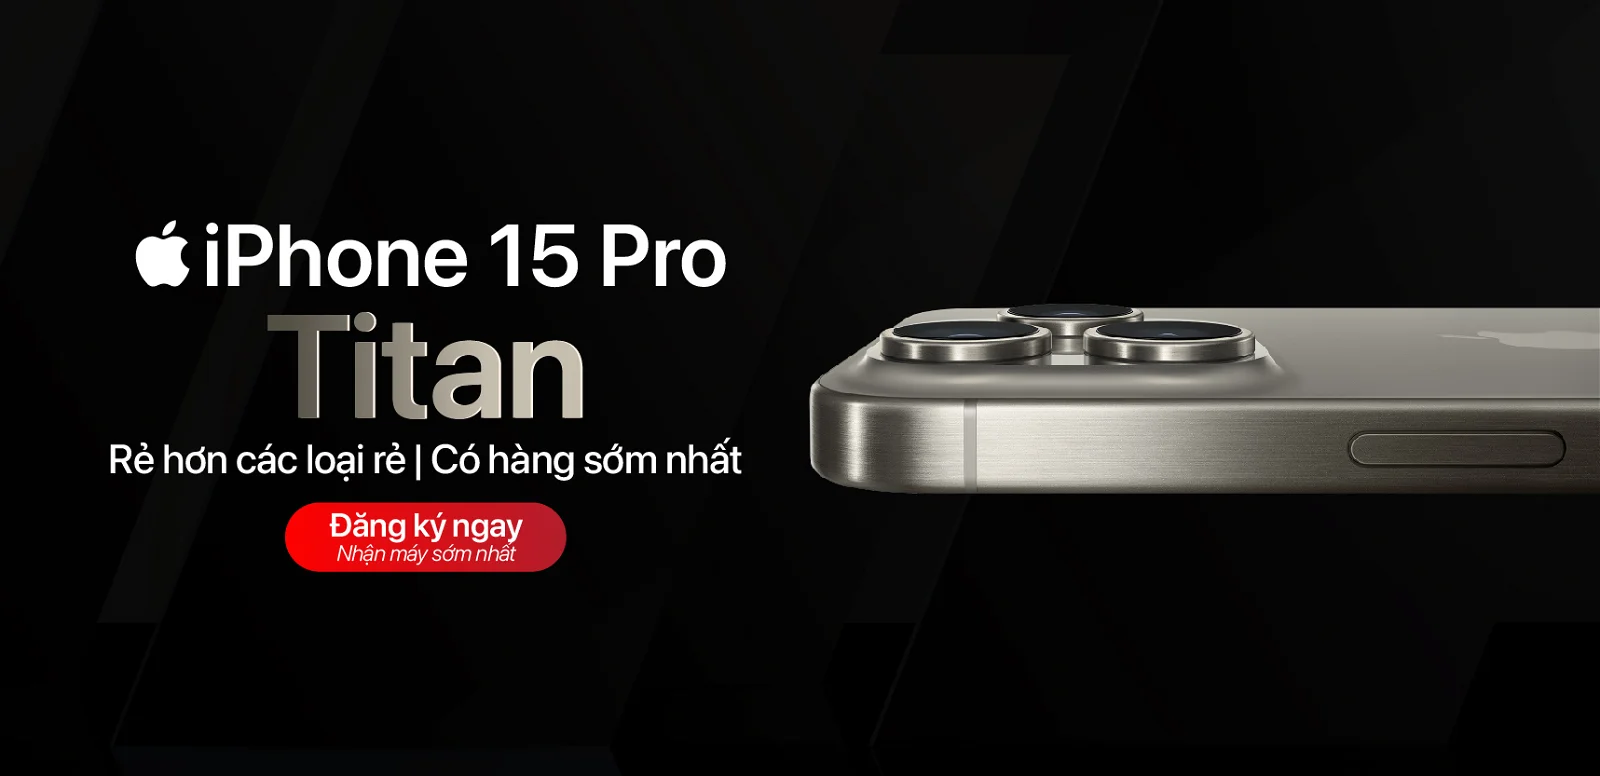 iPhone 15 Pro
Titan
Rẻ hơn các loại rẻ | Có hàng sớm nhất
Đăng ký ngay
Nhận máy sớm nhất